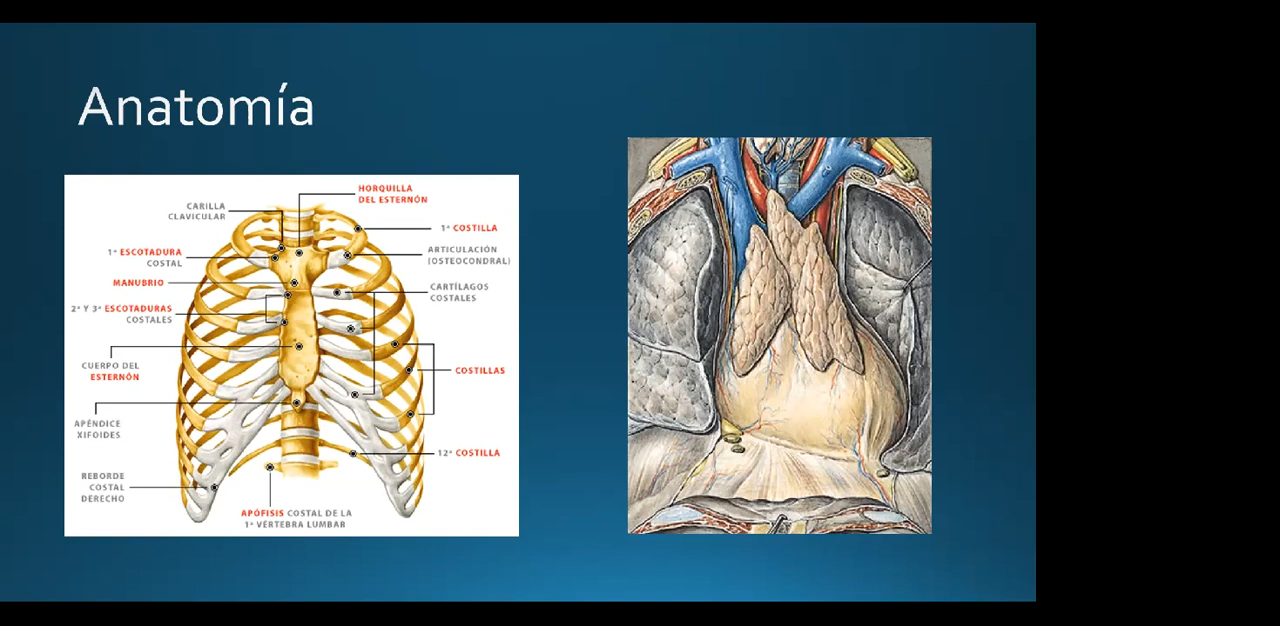 Anatomía
HORQUILLA
DEL ESTERNÓN
CARILLA
CLAVICULAR
1ª COSTILLA
1ª ESCOTADURA
COSTAL
ARTICULACIÓN
(OSTEOCONDRAL)
MANUBRIO
CARTÍLAGOS
COSTALES
2ª Y 3ª ESCOTADURAS
COSTALES
CUERPO DEL
ESTERNÓN
COSTILLAS
APÉNDICE
XIFOIDES
12ª COSTILLA
REBORDE
COSTAL
DERECHO
APÓFISIS COSTAL DE LA
1ª VÉRTEBRA LUMBAR